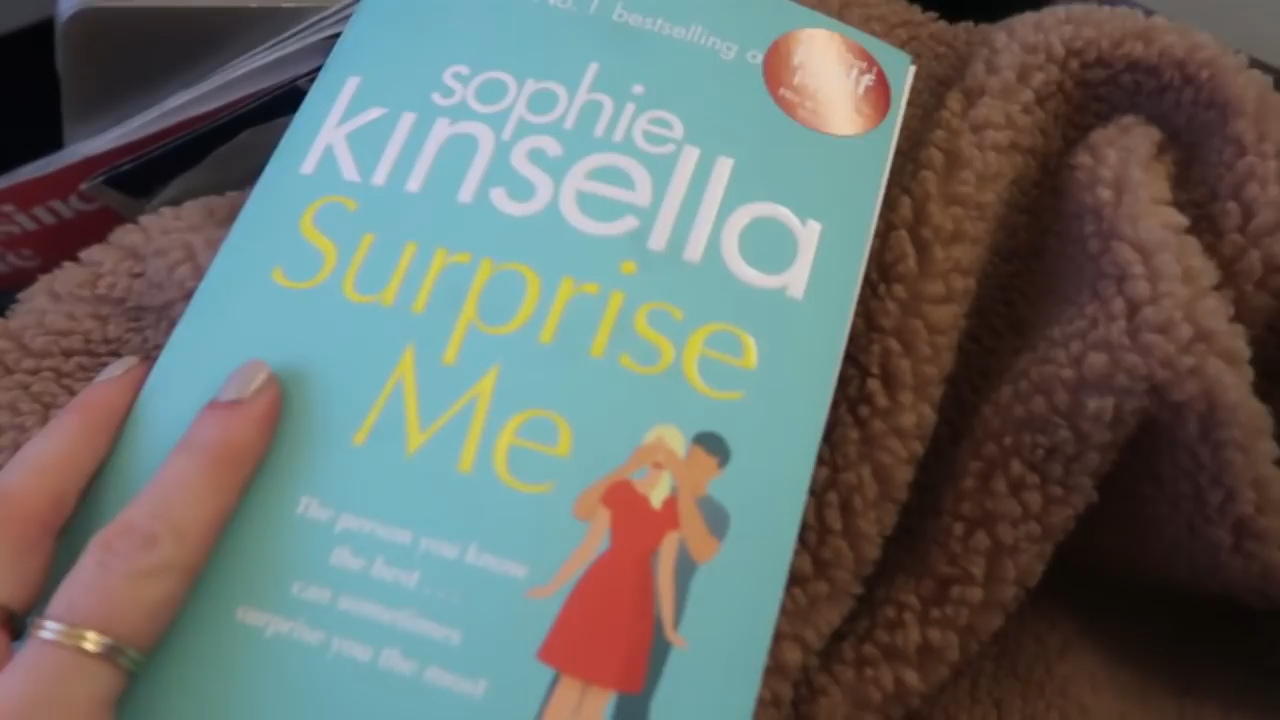 No. 1 bestselling a
sophie
kinsella
Surprise
Me
The person you know
the best . . .
can sometimes
surprise you the most!